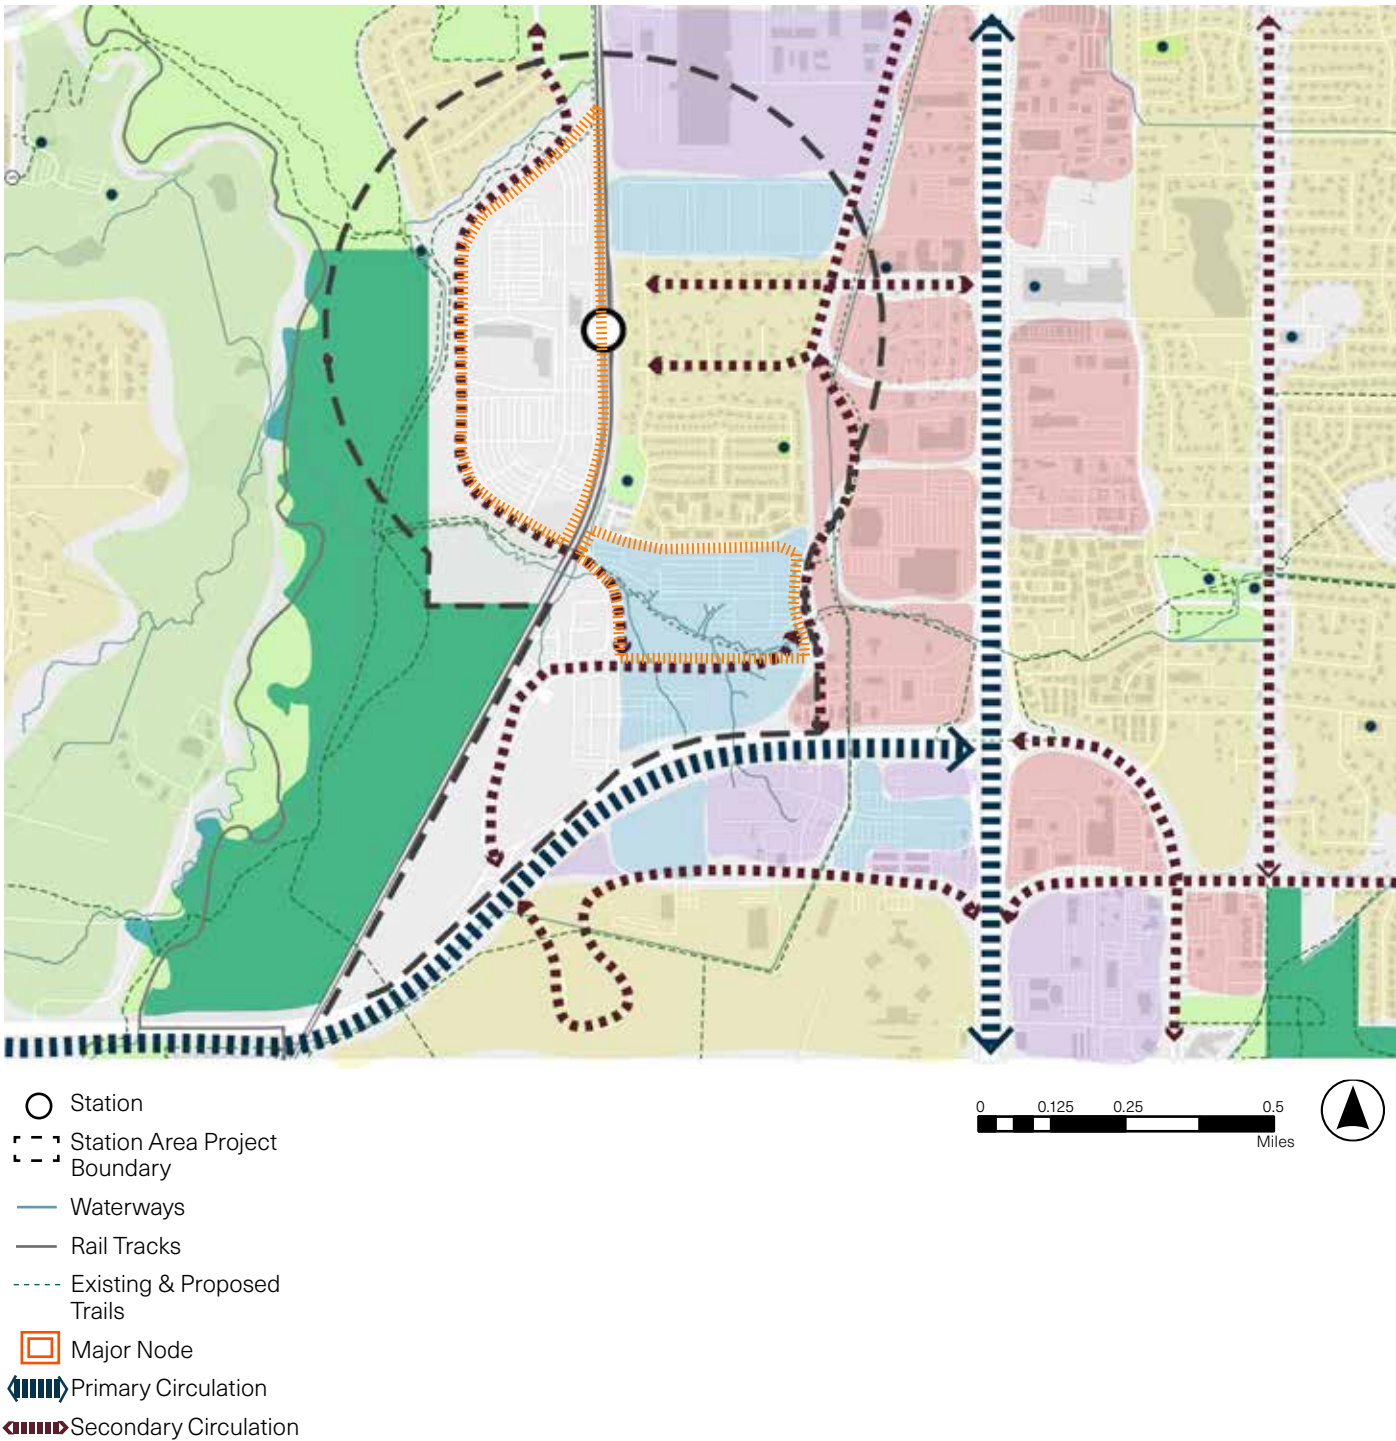 Station
Station Area Project
Boundary
Waterways
Rail Tracks
Existing & Proposed
Trails
Major Node
Primary Circulation
Secondary Circulation
0 0.125 0.25 0.5
Miles